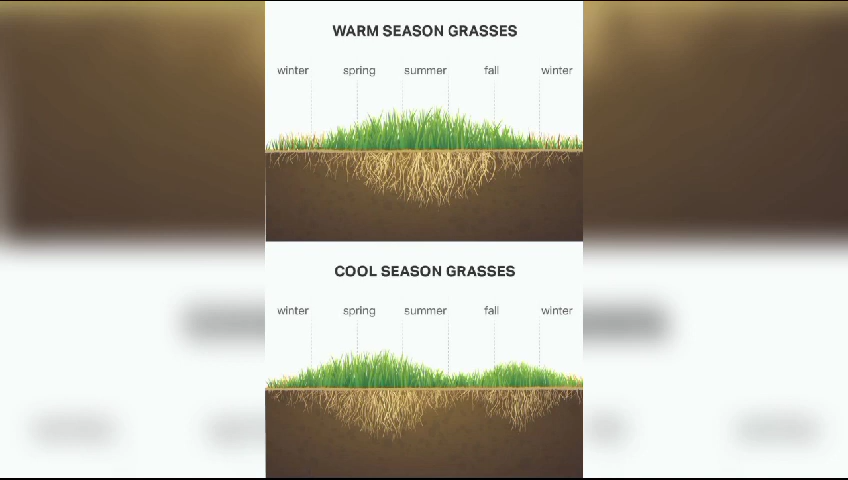 WARM SEASON GRASSES
winter spring summer fall winter
COOL SEASON GRASSES
winter spring summer fall winter